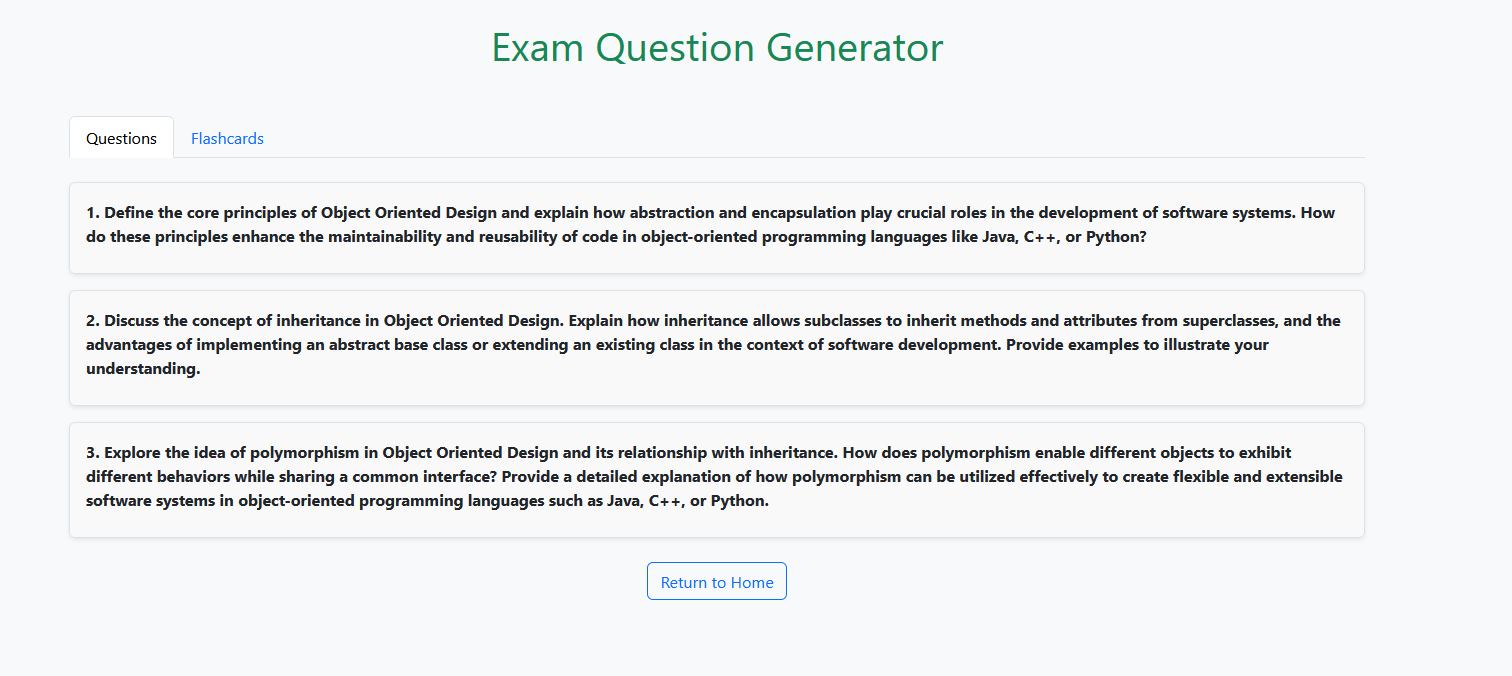 Exam Question Generator
Questions
Flashcards
1. Define the core principles of Object Oriented Design and explain how abstraction and encapsulation play crucial roles in the development of software systems. How
do these principles enhance the maintainability and reusability of code in object-oriented programming languages like Java, C++, or Python?
2. Discuss the concept of inheritance in Object Oriented Design. Explain how inheritance allows subclasses to inherit methods and attributes from superclasses, and the
advantages of implementing an abstract base class or extending an existing class in the context of software development. Provide examples to illustrate your
understanding.
3. Explore the idea of polymorphism in Object Oriented Design and its relationship with inheritance. How does polymorphism enable different objects to exhibit
different behaviors while sharing a common interface? Provide a detailed explanation of how polymorphism can be utilized effectively to create flexible and extensible
software systems in object-oriented programming languages such as Java, C++, or Python.
Return to Home